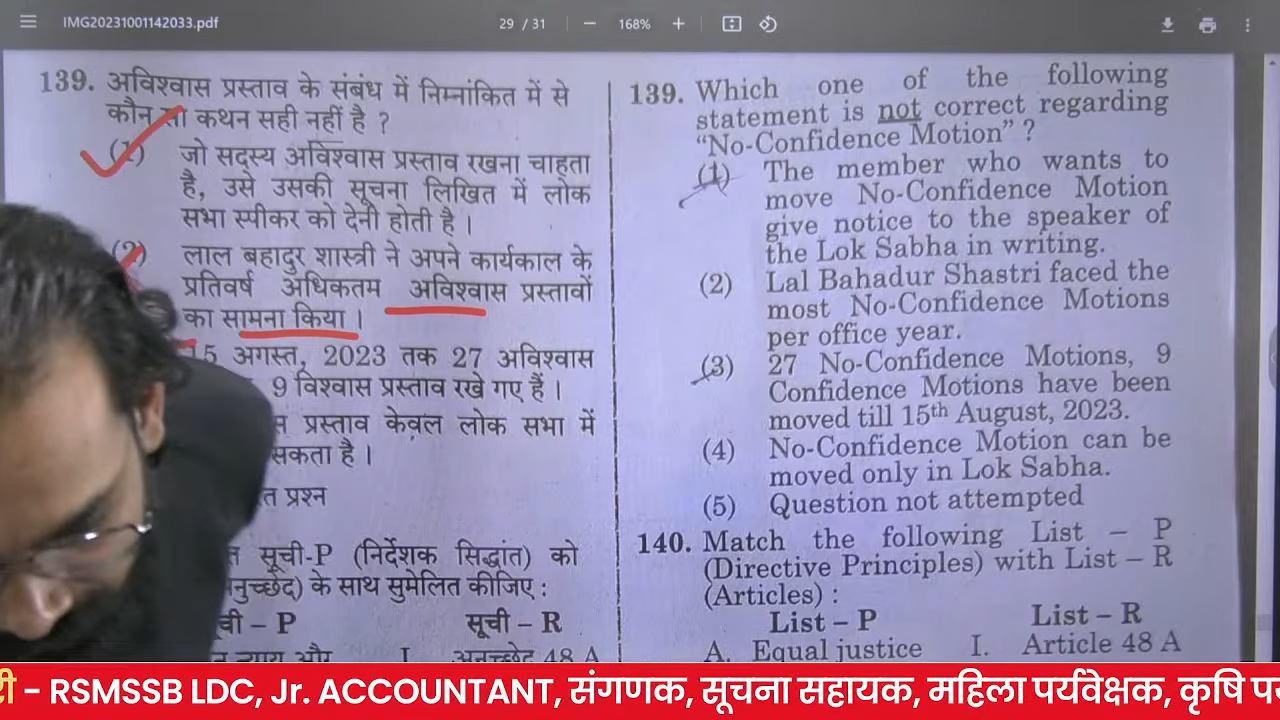 IMG20231001142033.pdf
29 / 31
168%
139. अविश्वास प्रस्ताव के संबंध में निम्नांकित में से
कौन सा कथन सही नहीं है ?
(1) जो सदस्य अविश्वास प्रस्ताव रखना चाहता
है, उसे उसकी सूचना लिखित में लोक
सभा स्पीकर को देनी होती है ।
(2) लाल बहादुर शास्त्री ने अपने कार्यकाल के
प्रतिवर्ष अधिकतम अविश्वास प्रस्तावों
का सामना किया ।
15 अगस्त, 2023 तक 27 अविश्वास
9 विश्वास प्रस्ताव रखे गए हैं ।
प्रस्ताव केवल लोक सभा में
सकता है ।
प्रश्न
सूची-P (निर्देशक सिद्धांत) को
के साथ सुमेलित कीजिए :
– P सूची – R
न्याय और I. अनुच्छेद 48 A
139. Which one of the following
statement is not correct regarding
“No-Confidence Motion” ?
(1) The member who wants to
move No-Confidence Motion
give notice to the speaker of
the Lok Sabha in writing.
(2) Lal Bahadur Shastri faced the
most No-Confidence Motions
per office year.
(3) 27 No-Confidence Motions, 9
Confidence Motions have been
moved till 15th August, 2023.
(4) No-Confidence Motion can be
moved only in Lok Sabha.
(5) Question not attempted
140. Match the following List – P
(Directive Principles) with List – R
(Articles) :
List – P List – R
A. Equal justice I. Article 48 A
– RSMSSB LDC, Jr. ACCOUNTANT, संगणक, सूचना सहायक, महिला पर्यवेक्षक, कृषि